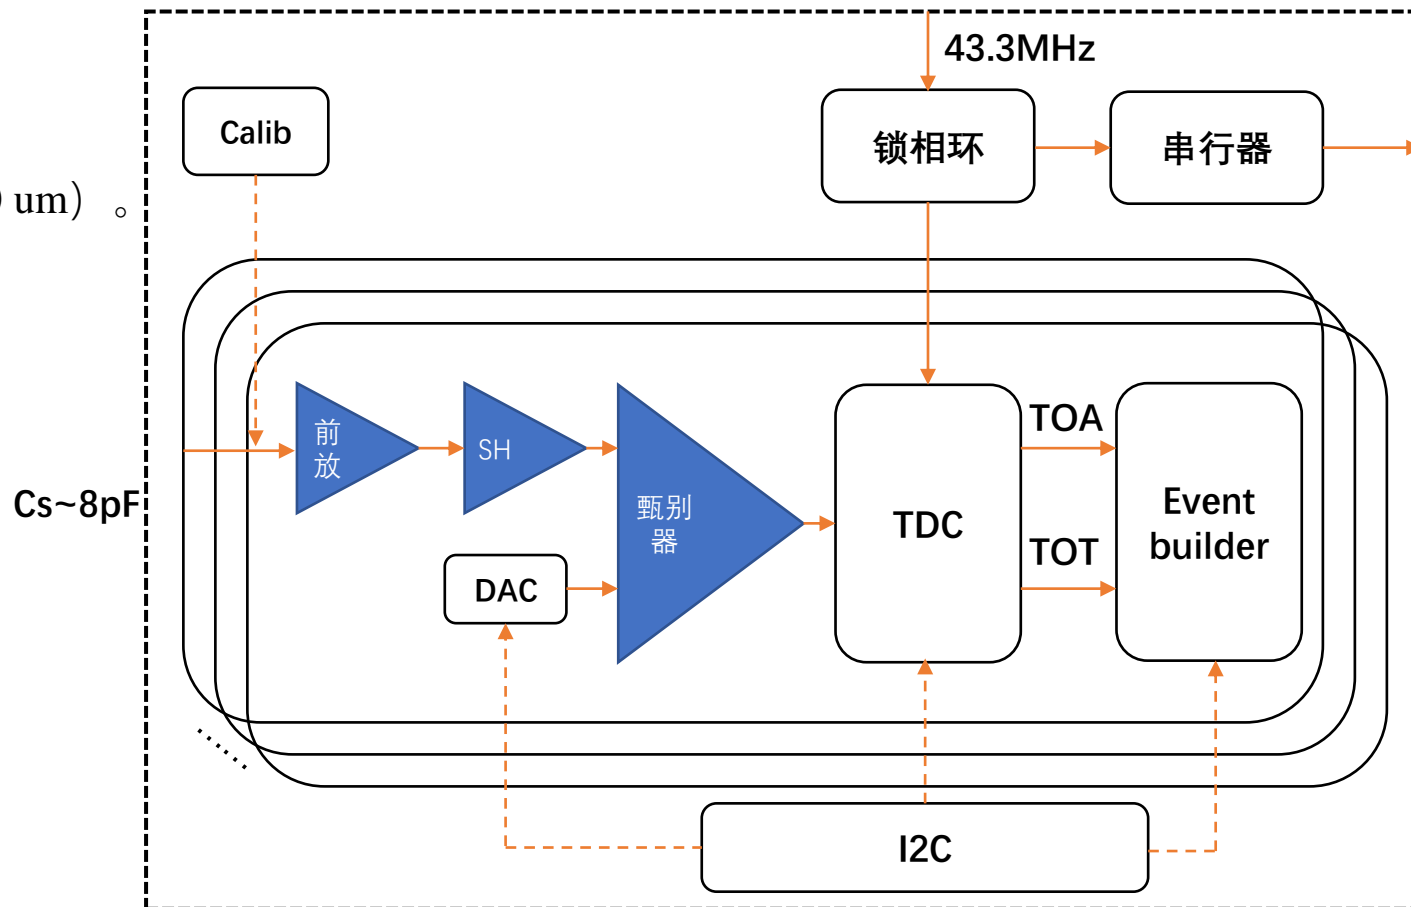 43.3MHz
Calib
锁相环
串行器
um）。
前
放
SH
甄别
器
TOA
Cs~8pF
TDC
Event
builder
TOT
DAC
I2C